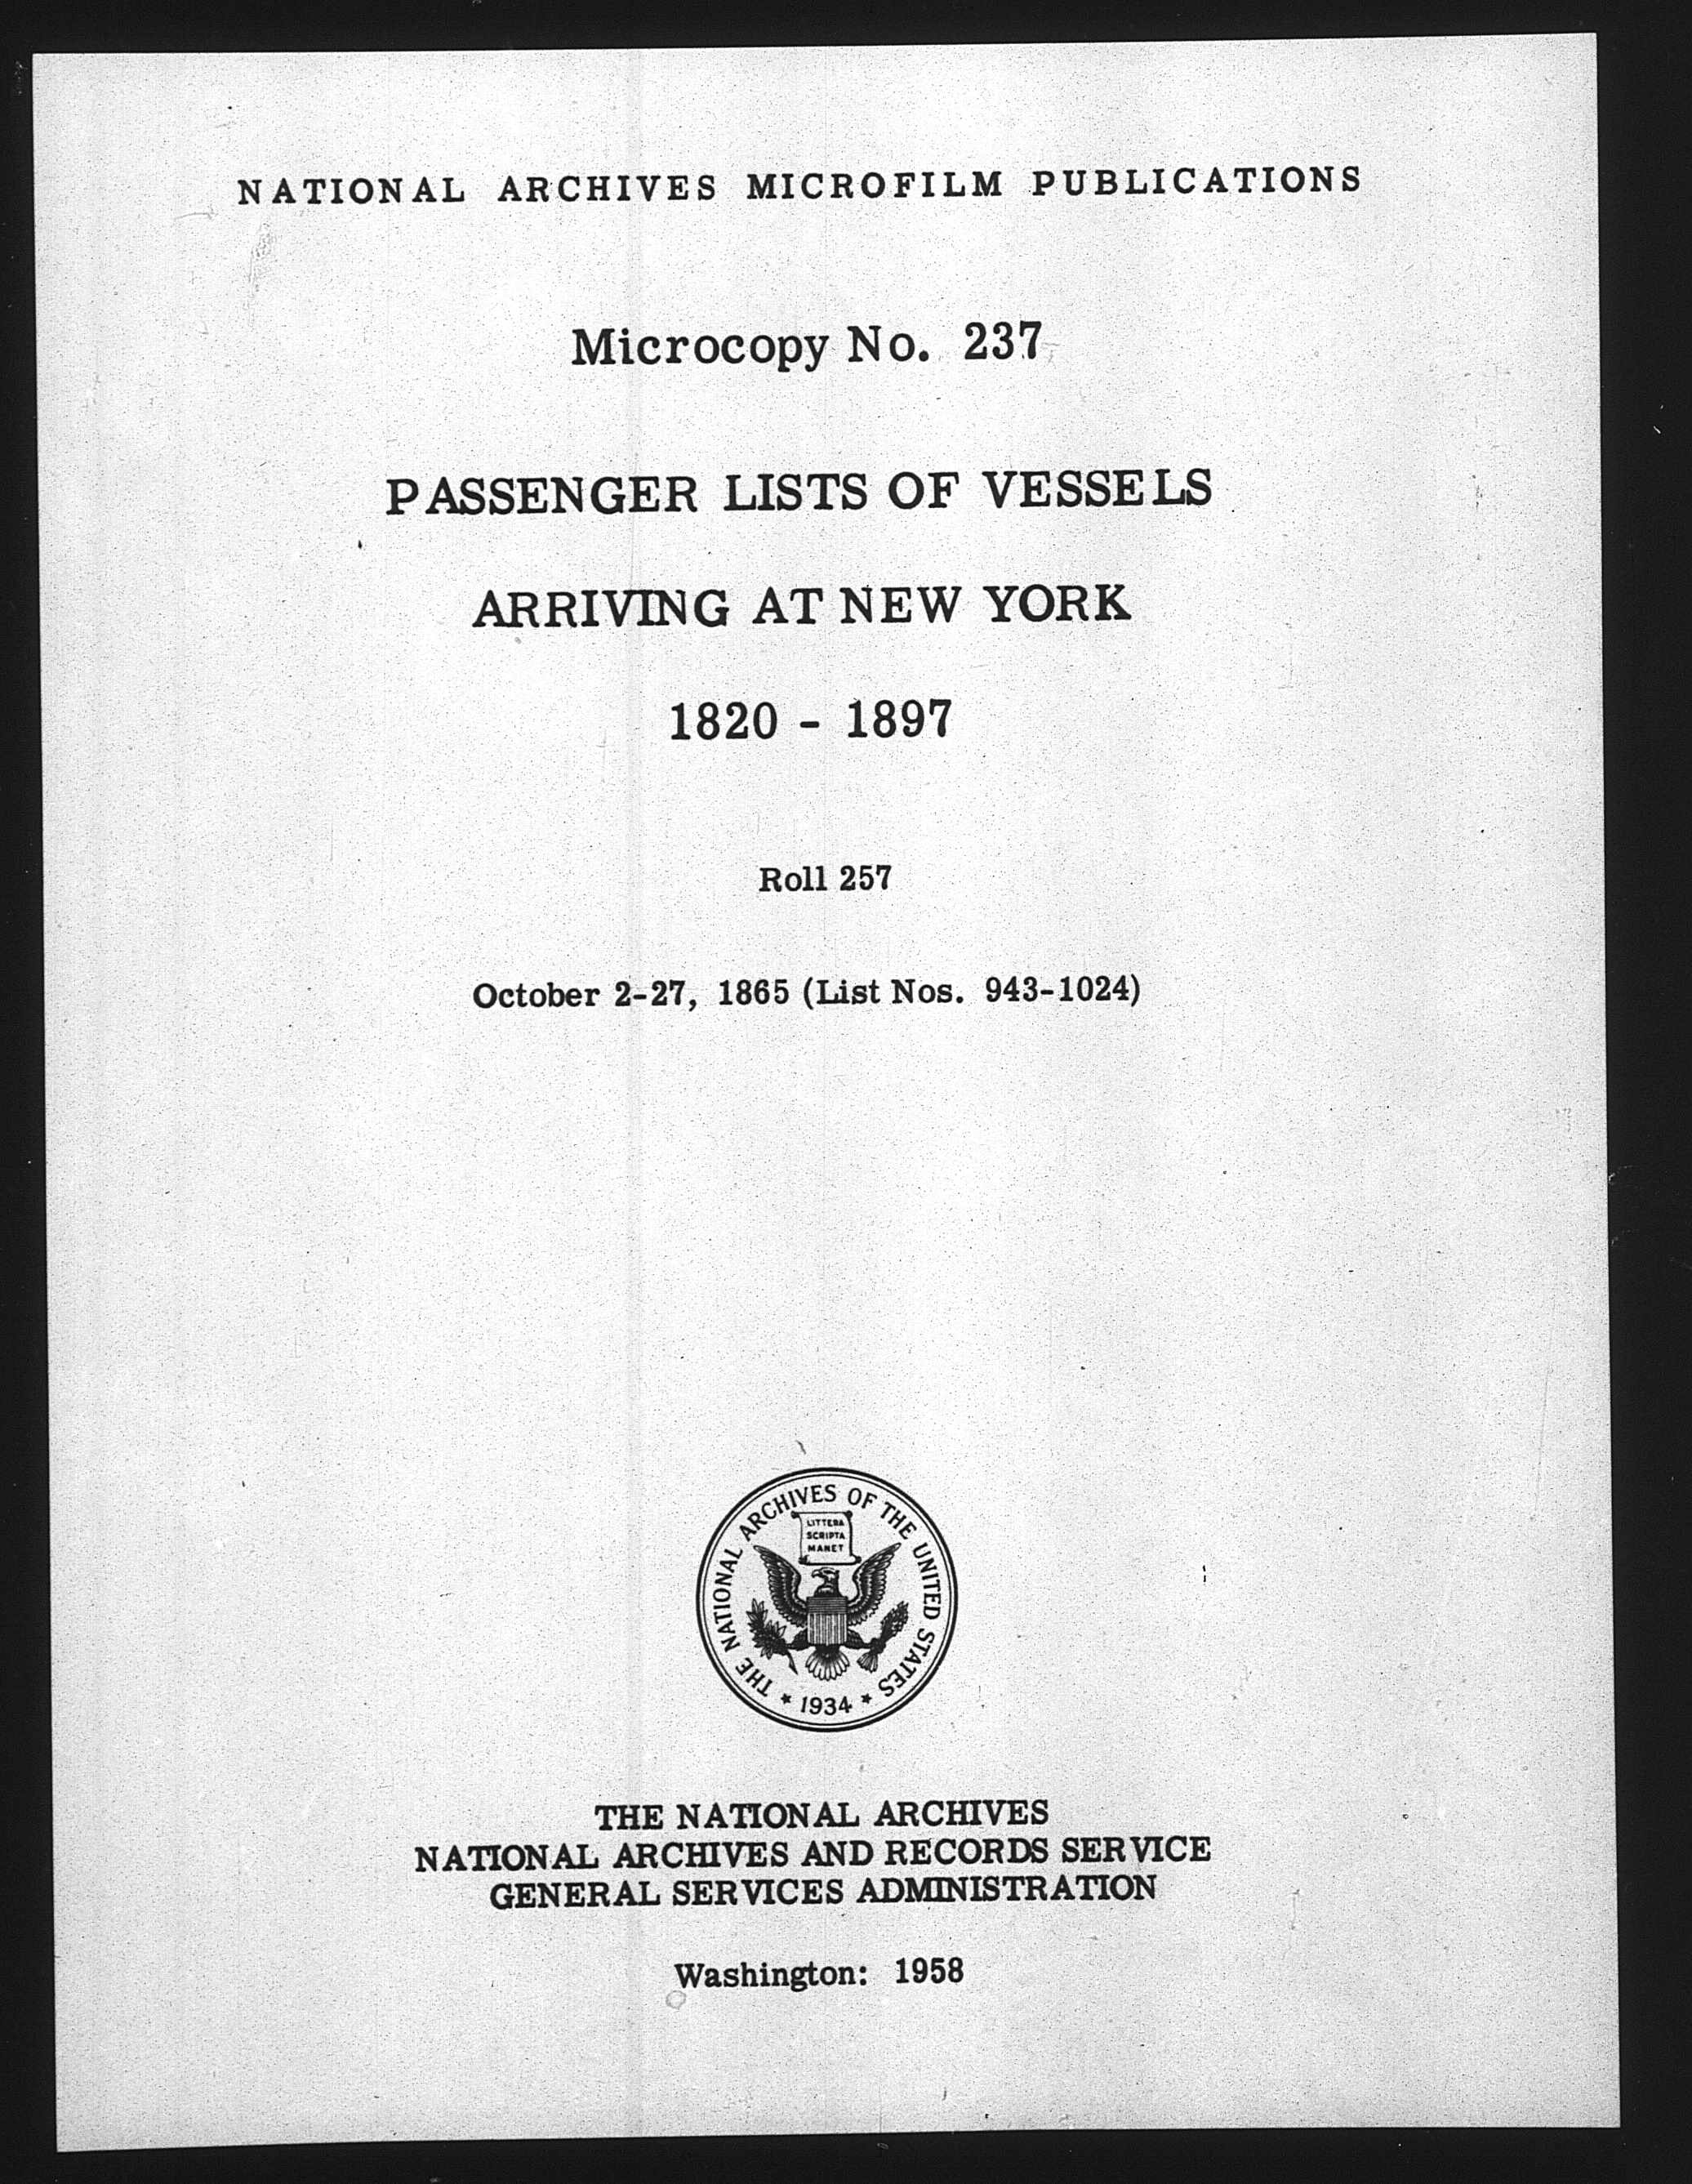 NATIONAL ARCHIVES MICROFILM PUBLICATIONS
Microcopy No. 237
PASSENGER LISTS OF VESSELS
ARRIVING AT NEW YORK
1820 - 1897
Roll 257
October 2-27, 1865 (List Nos. 943-1024)
THE NATIONAL ARCHIVES OF THE UNITED STATES
LITTERA
SCRIPTA
MANET
* 1934 *
THE NATIONAL ARCHIVES
NATIONAL ARCHIVES AND RECORDS SERVICE
GENERAL SERVICES ADMINISTRATION
Washington: 1958